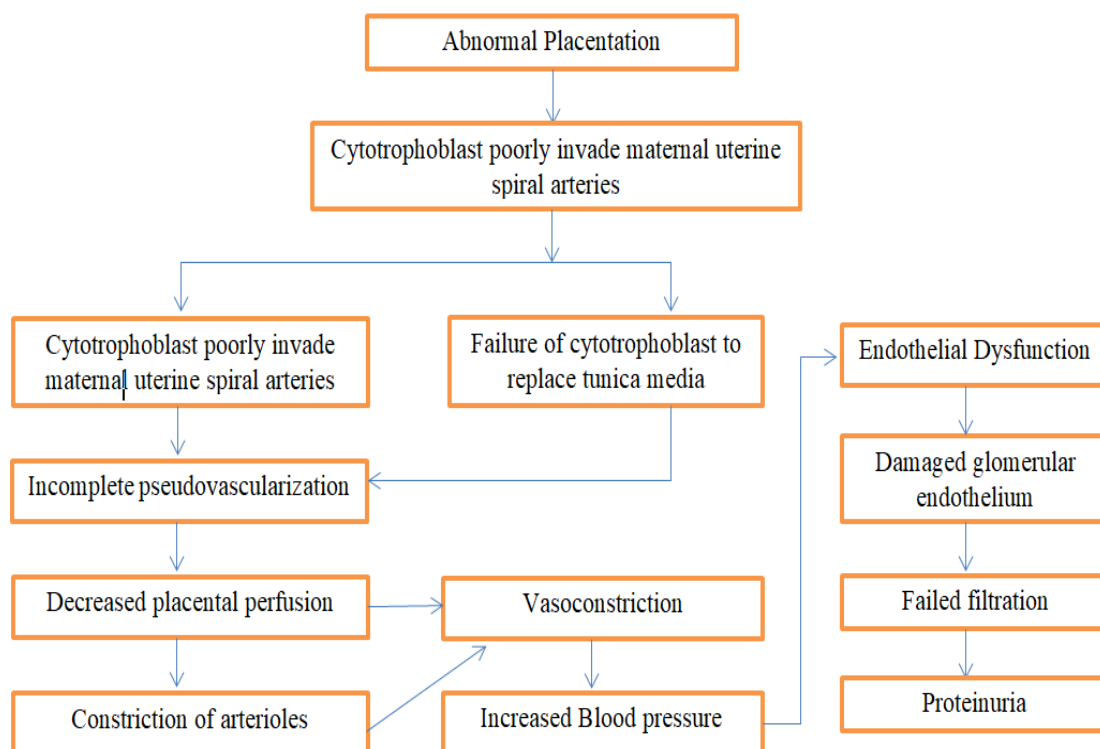 Abnormal Placentation
Cytotrophoblast poorly invade maternal uterine
spiral arteries
Cytotrophoblast poorly invade
maternal uterine spiral arteries
Failure of cytotrophoblast to
replace tunica media
Endothelial Dysfunction
Incomplete pseudovascularization
Damaged glomerular
endothelium
Decreased placental perfusion
Vasoconstriction
Failed filtration
Constriction of arterioles
Increased Blood pressure
Proteinuria